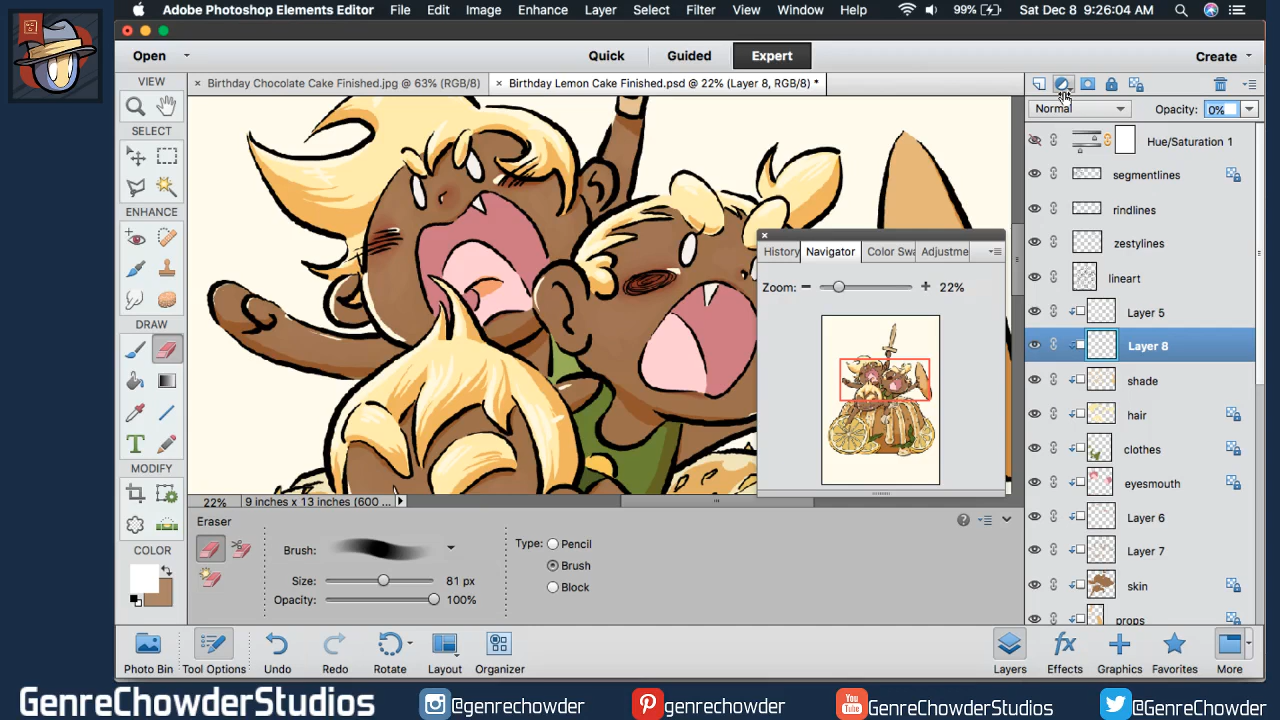 Adobe Photoshop Elements Editor File Edit Image Enhance Layer Select Filter View Window Help 99% Sat Dec 8 9:26:04 AM
Open Quick Guided Expert Create
VIEW
SELECT
ENHANCE
DRAW
MODIFY
COLOR
Birthday Chocolate Cake Finished.jpg @ 63% (RGB/8) Birthday Lemon Cake Finished.psd @ 22% (Layer 8, RGB/8) *
Normal Opacity: 0%
Hue/Saturation 1
segmentlines
rindlines
zestylines
lineart
Layer 5
Layer 8
shade
hair
clothes
eyesmouth
Layer 6
Layer 7
skin
props
History Navigator Color Swa Adjustme
Zoom: 22%
22% 9 inches x 13 inches (600 ...
Eraser
Brush:
Size: 81 px
Opacity: 100%
Type: Pencil
Brush
Block
Photo Bin Tool Options Undo Redo Rotate Layout Organizer Layers Effects Graphics Favorites More
GenreChowderStudios @genrechowder genrechowder GenreChowderStudios @GenreChowder